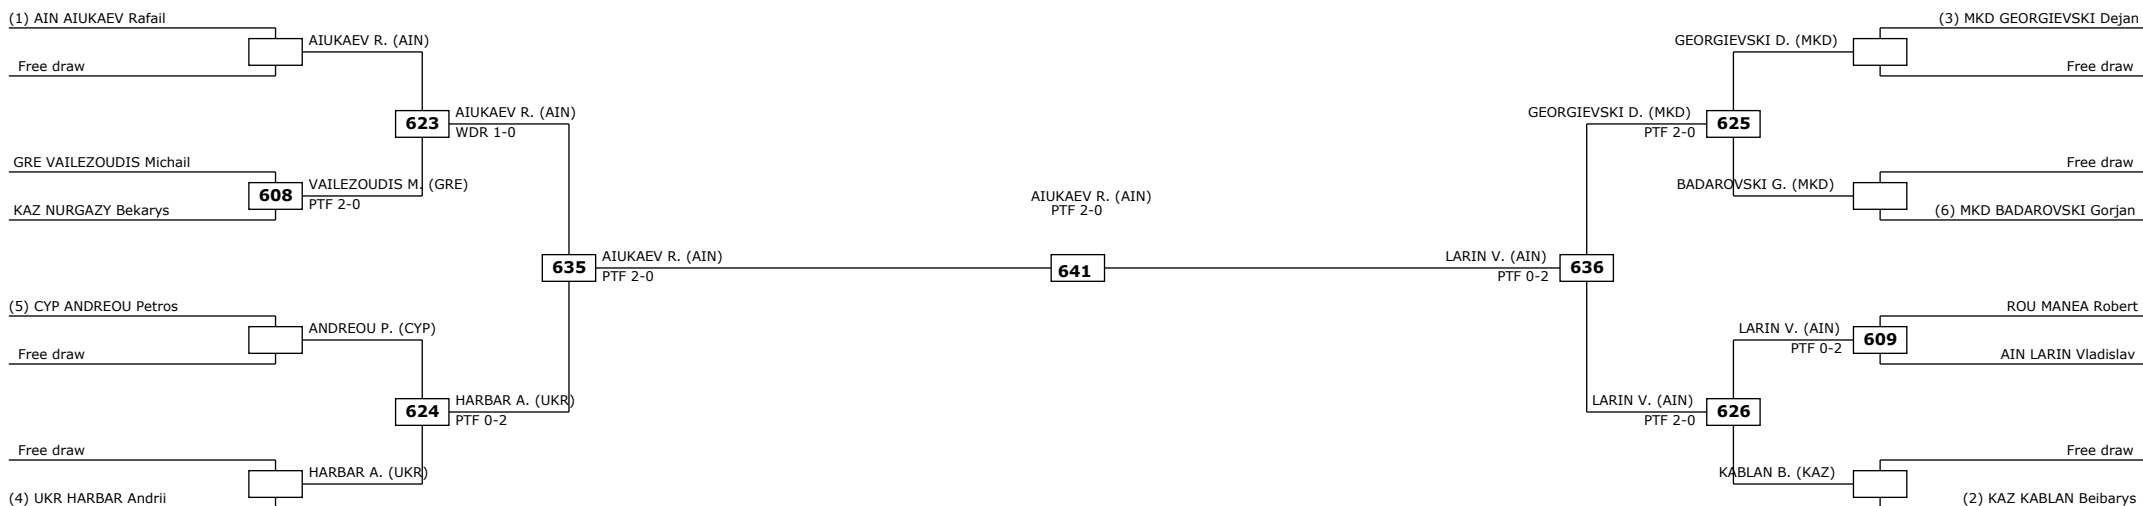 (1) AIN AIUKAEV Rafail
AIUKAEV R. (AIN)
Free draw
623
AIUKAEV R. (AIN)
WDR 1-0
GRE VAILEZOUDIS Michail
608
VAILEZOUDIS M. (GRE)
PTF 2-0
KAZ NURGAZY Bekarys
635
AIUKAEV R. (AIN)
PTF 2-0
(5) CYP ANDREOU Petros
ANDREOU P. (CYP)
Free draw
624
HARBAR A. (UKR)
PTF 0-2
Free draw
HARBAR A. (UKR)
(4) UKR HARBAR Andrii
AIUKAEV R. (AIN)
PTF 2-0
641
(3) MKD GEORGIEVSKI Dejan
GEORGIEVSKI D. (MKD)
Free draw
GEORGIEVSKI D. (MKD)
PTF 2-0
625
Free draw
BADAROVSKI G. (MKD)
(6) MKD BADAROVSKI Gorjan
LARIN V. (AIN)
PTF 0-2
636
ROU MANEA Robert
LARIN V. (AIN)
PTF 0-2
609
AIN LARIN Vladislav
LARIN V. (AIN)
PTF 2-0
626
Free draw
KABLAN B. (KAZ)
(2) KAZ KABLAN Beibarys